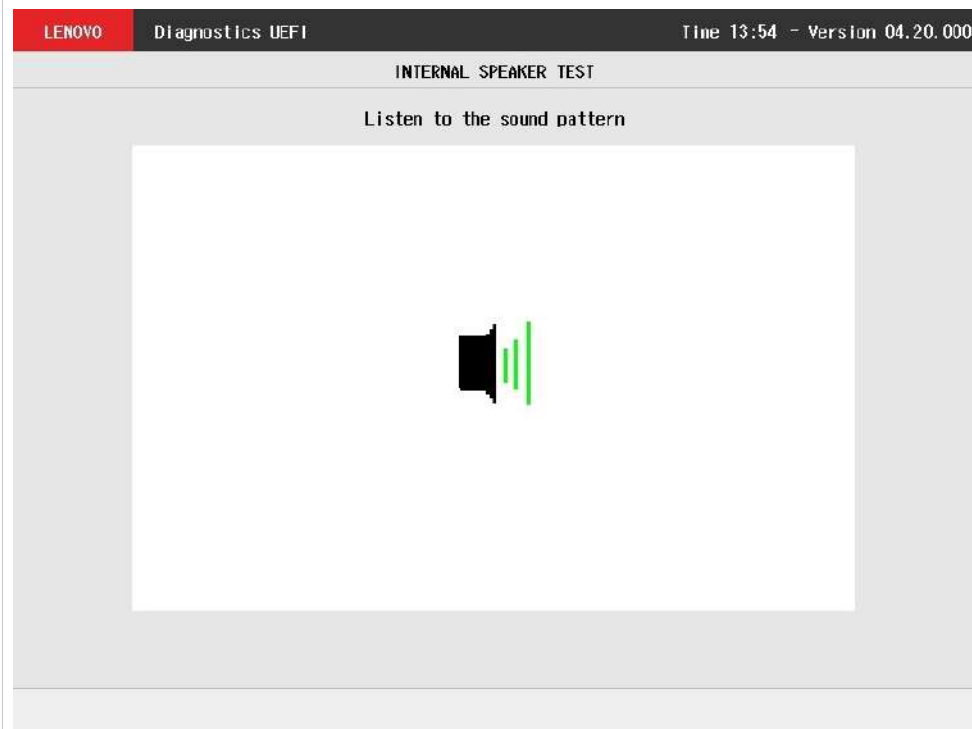 LENOVO Diagnostics UEFI Time 13:54 - Version 04.20.000
INTERNAL SPEAKER TEST
Listen to the sound pattern